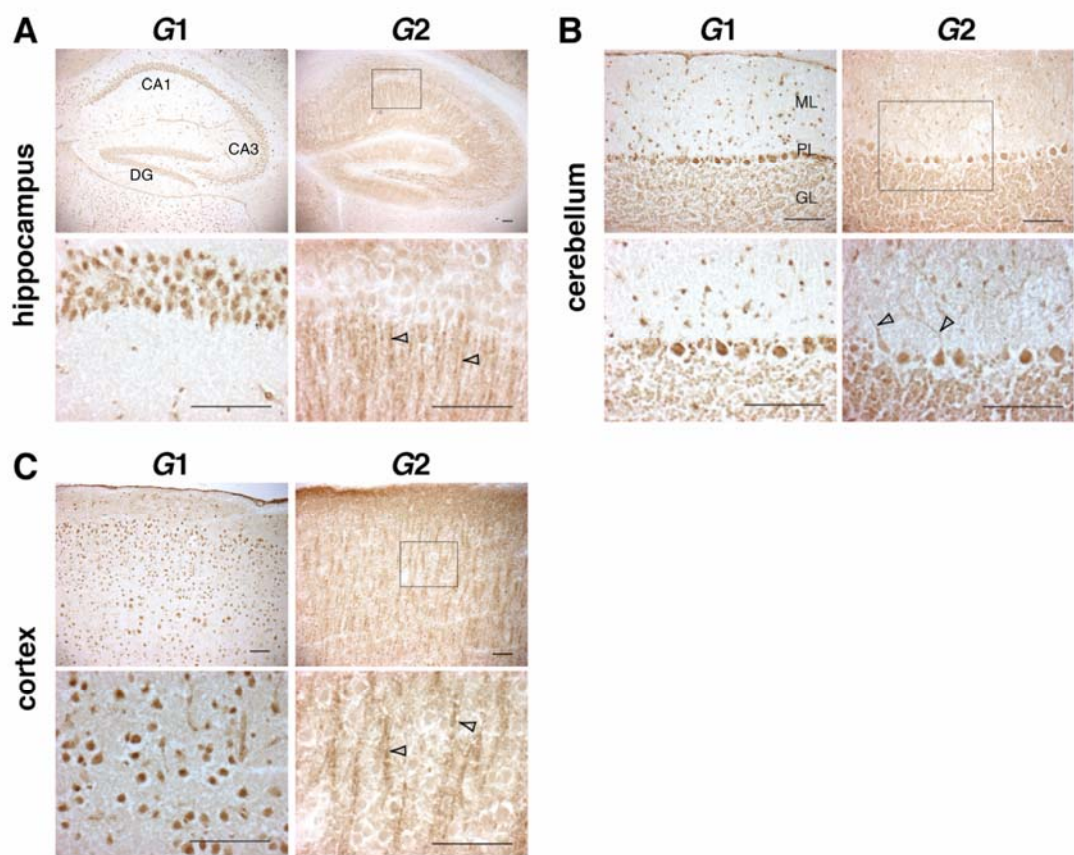 A
G1
G2
hippocampus
CA1
CA3
DG
B
G1
G2
cerebellum
ML
PL
GL
C
G1
G2
cortex